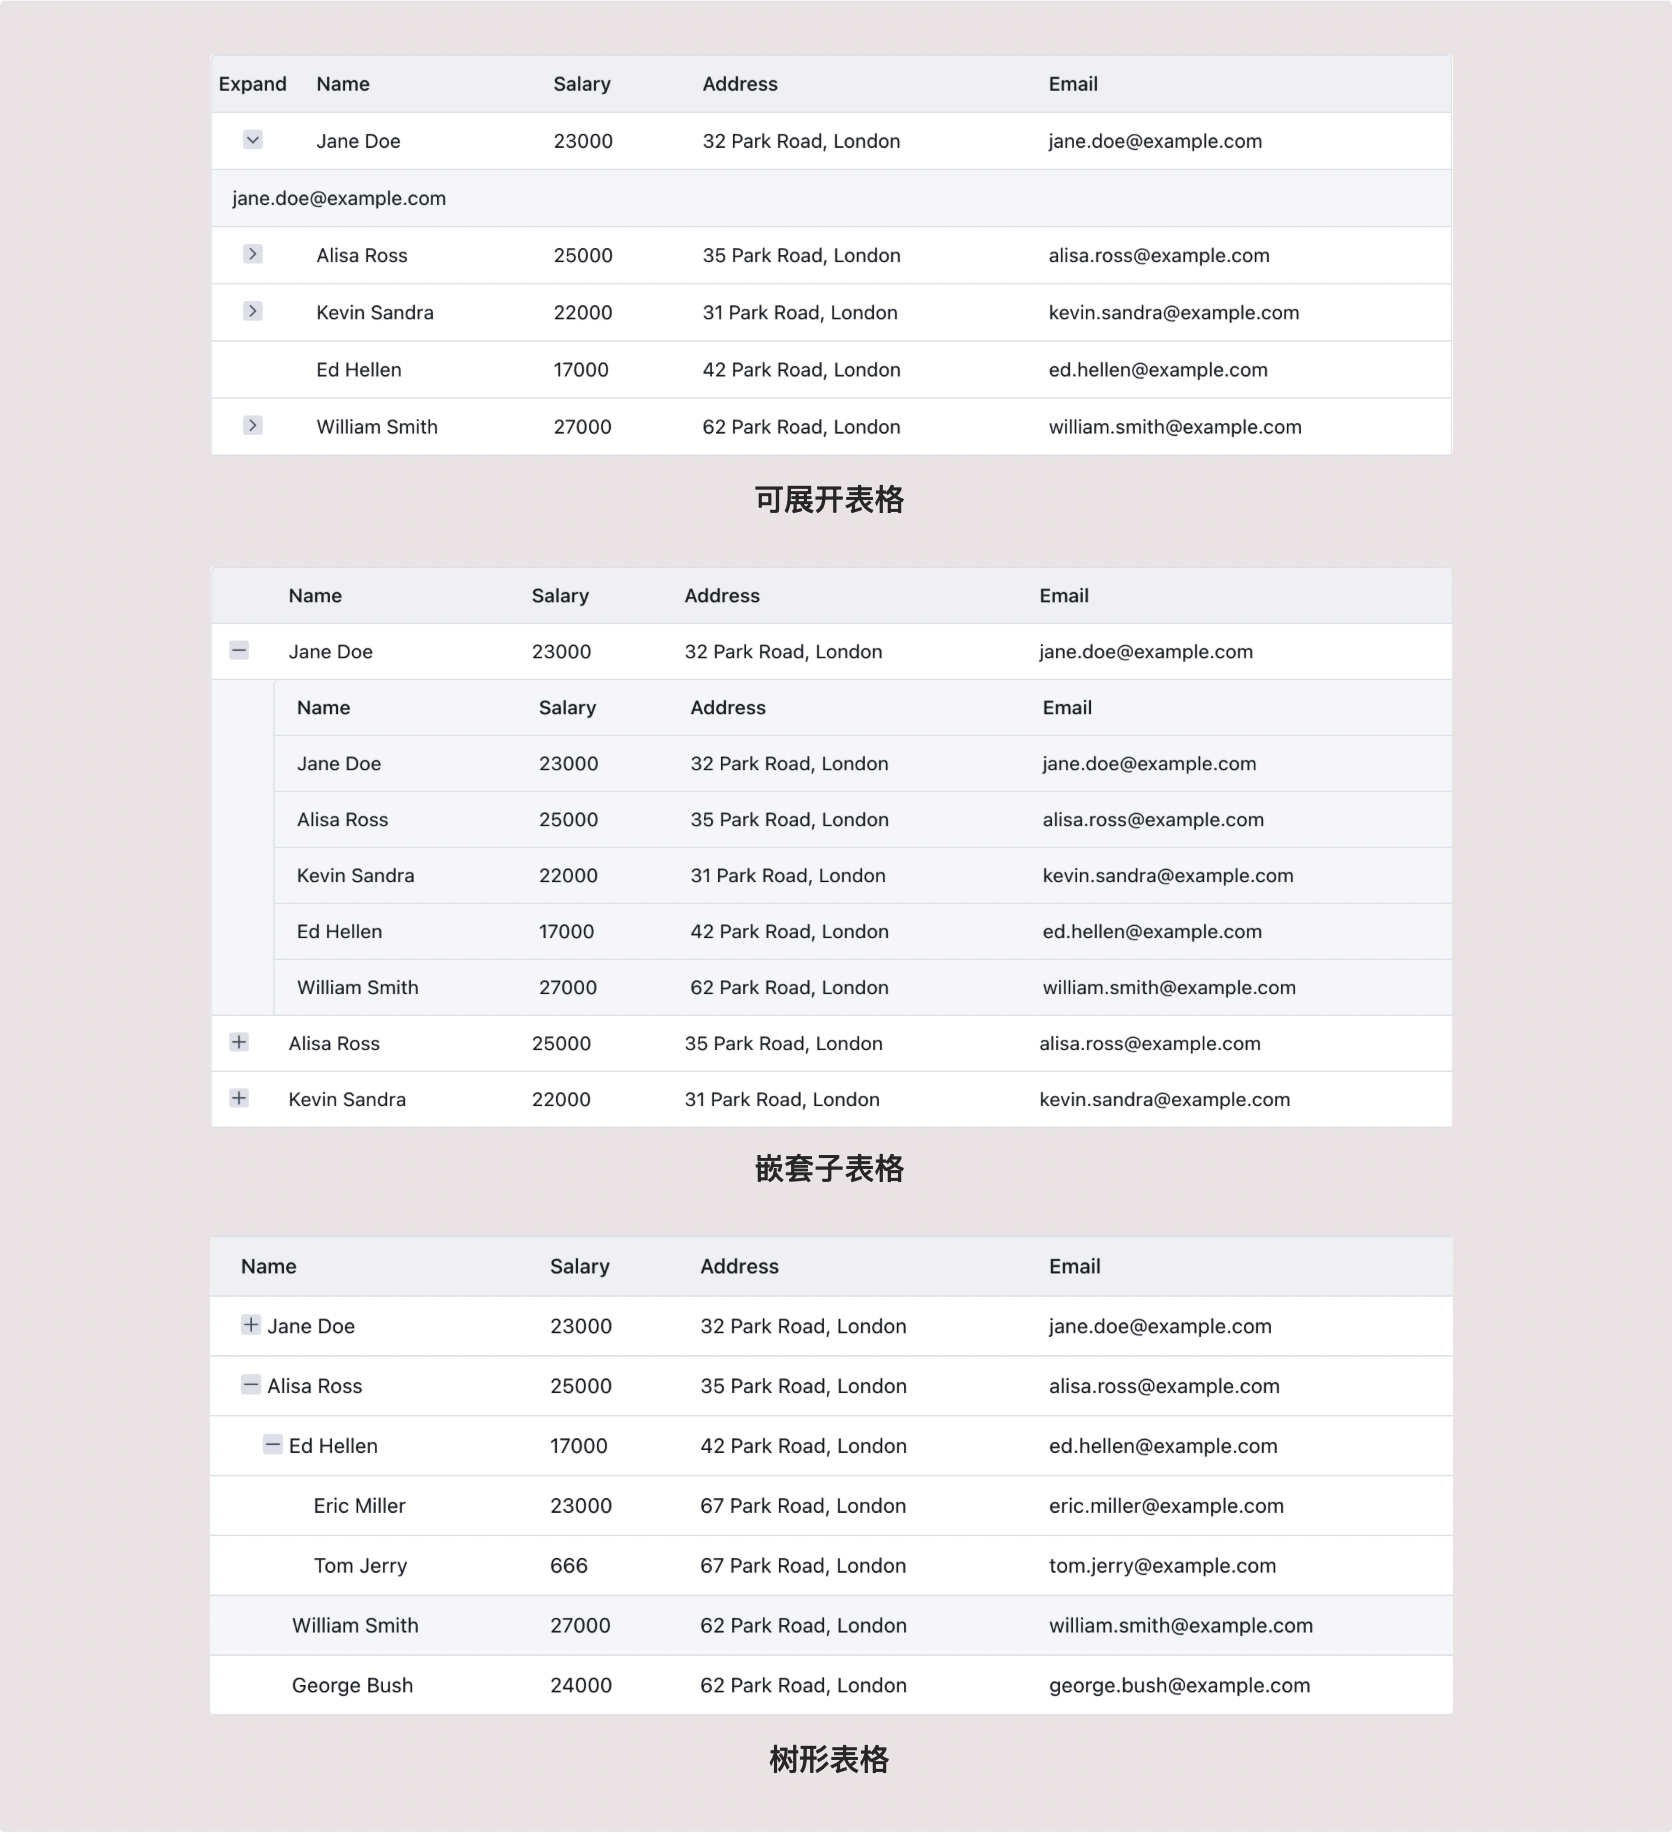 Expand Name Salary Address Email
Jane Doe 23000 32 Park Road, London jane.doe@example.com
jane.doe@example.com
Alisa Ross 25000 35 Park Road, London alisa.ross@example.com
Kevin Sandra 22000 31 Park Road, London kevin.sandra@example.com
Ed Hellen 17000 42 Park Road, London ed.hellen@example.com
William Smith 27000 62 Park Road, London william.smith@example.com
可展开表格
Name Salary Address Email
Jane Doe 23000 32 Park Road, London jane.doe@example.com
Name Salary Address Email
Jane Doe 23000 32 Park Road, London jane.doe@example.com
Alisa Ross 25000 35 Park Road, London alisa.ross@example.com
Kevin Sandra 22000 31 Park Road, London kevin.sandra@example.com
Ed Hellen 17000 42 Park Road, London ed.hellen@example.com
William Smith 27000 62 Park Road, London william.smith@example.com
Alisa Ross 25000 35 Park Road, London alisa.ross@example.com
Kevin Sandra 22000 31 Park Road, London kevin.sandra@example.com
嵌套子表格
Name Salary Address Email
Jane Doe 23000 32 Park Road, London jane.doe@example.com
Alisa Ross 25000 35 Park Road, London alisa.ross@example.com
Ed Hellen 17000 42 Park Road, London ed.hellen@example.com
Eric Miller 23000 67 Park Road, London eric.miller@example.com
Tom Jerry 666 67 Park Road, London tom.jerry@example.com
William Smith 27000 62 Park Road, London william.smith@example.com
George Bush 24000 62 Park Road, London george.bush@example.com
树形表格